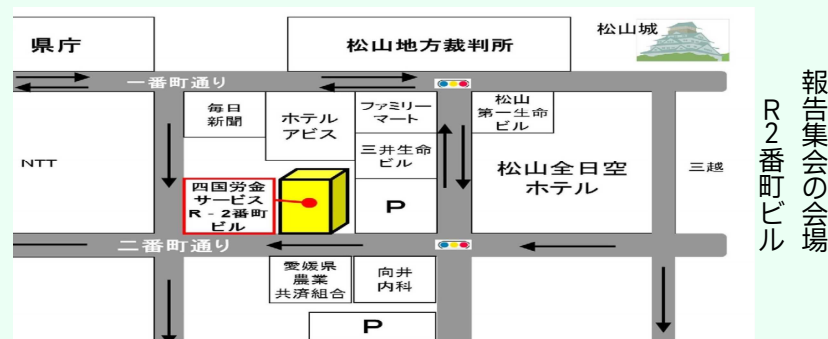 県庁
松山地方裁判所
松山城
一番町通り
毎日
新聞
ホテル
アビス
ファミリー
マート
松山
第一生命
ビル
三井生命
ビル
NTT
松山全日空
ホテル
三越
四国労金
サービス
R‐2番町
ビル
P
二番町通り
愛媛県
農業
共済組合
向井
内科
P
報告集会の会場
R2番町ビル